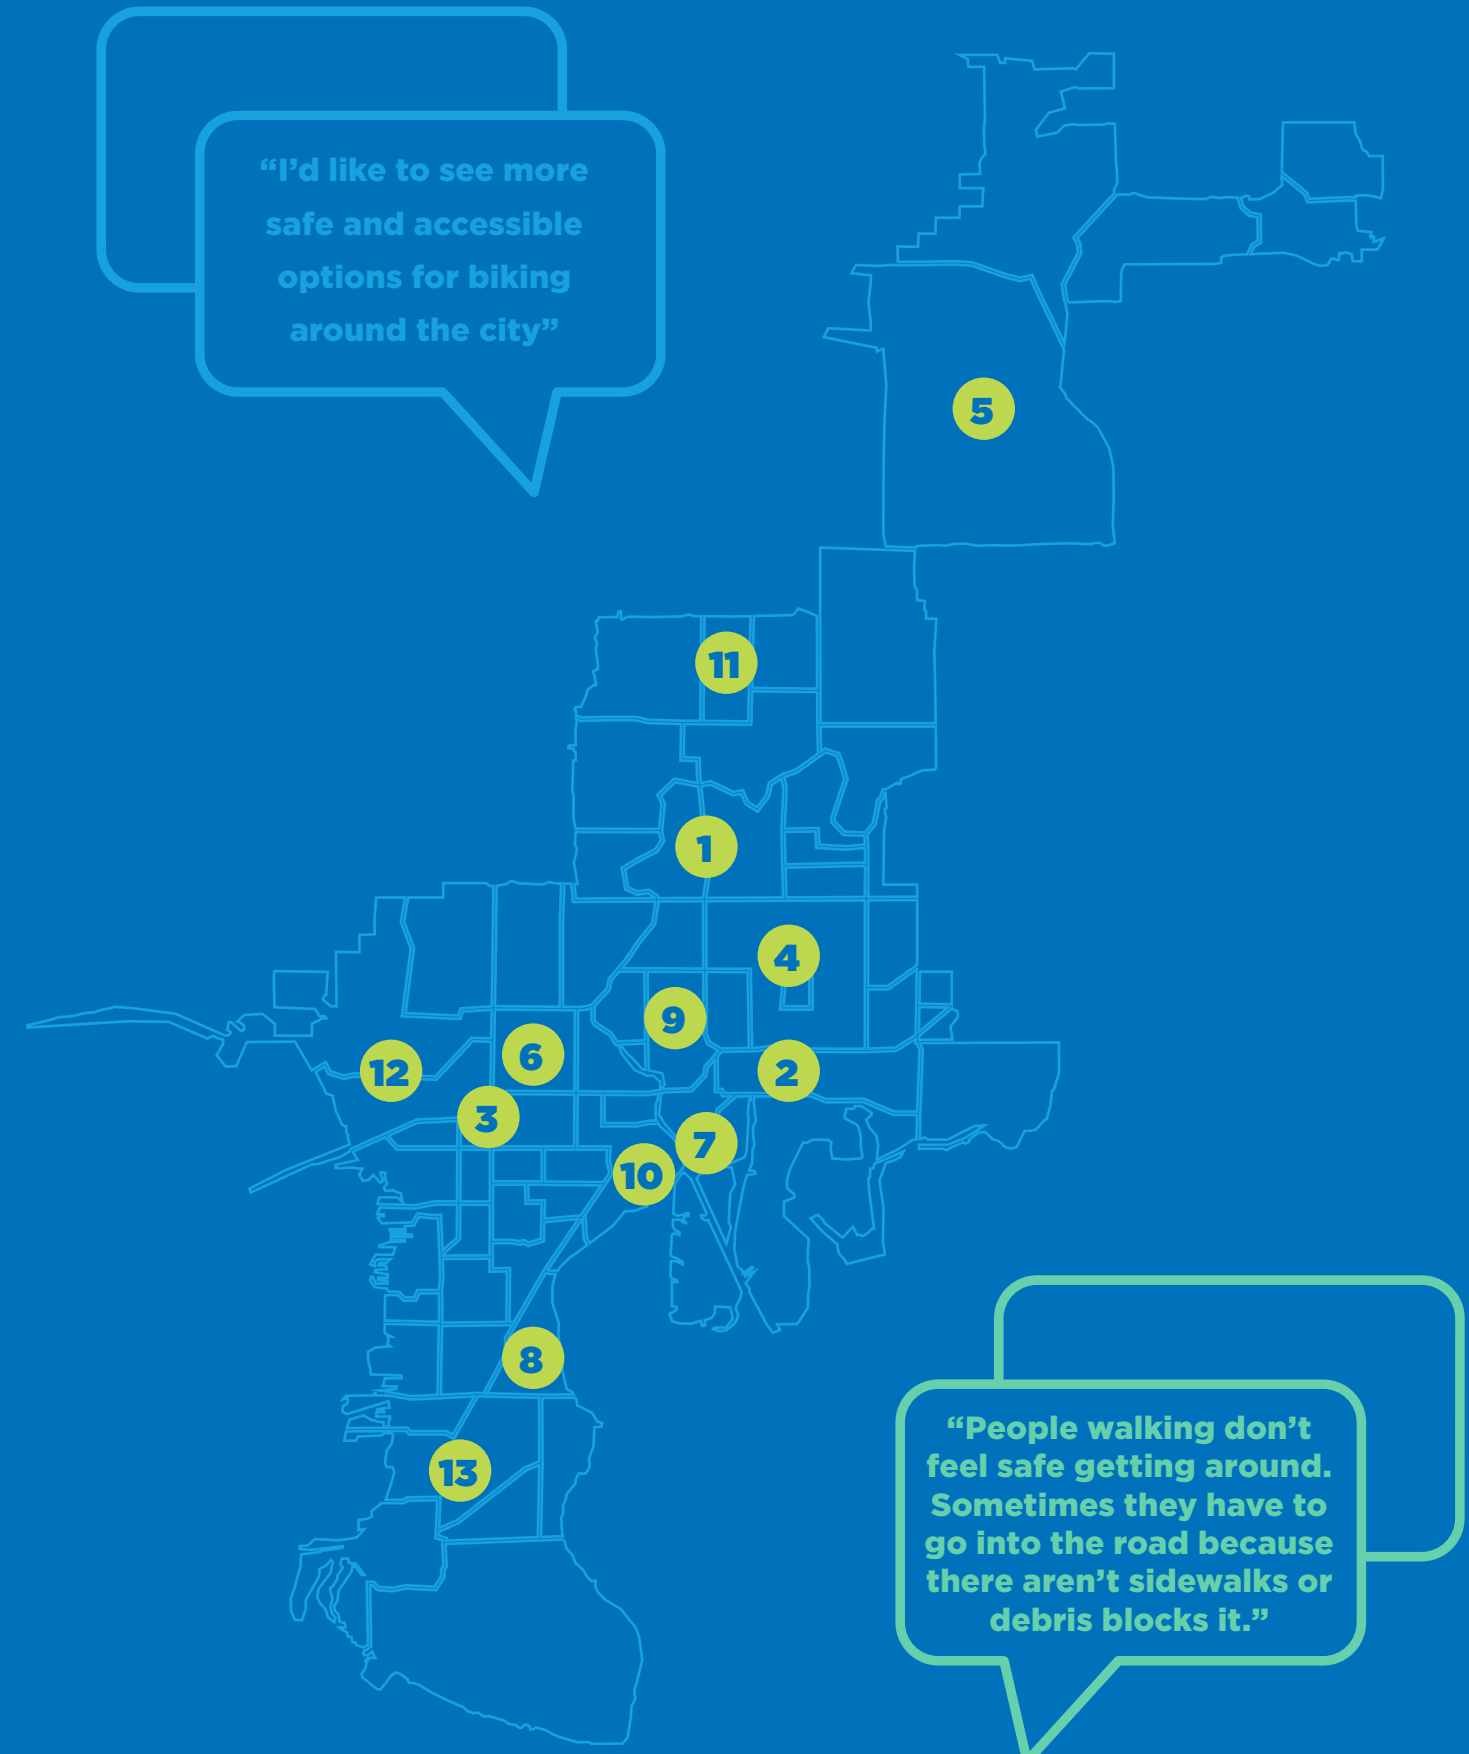 “I’d like to see more
safe and accessible
options for biking
around the city”
5
11
1
4
9
6
12
2
3
7
10
8
13
“People walking don’t
feel safe getting around.
Sometimes they have to
go into the road because
there aren’t sidewalks or
debris blocks it.”